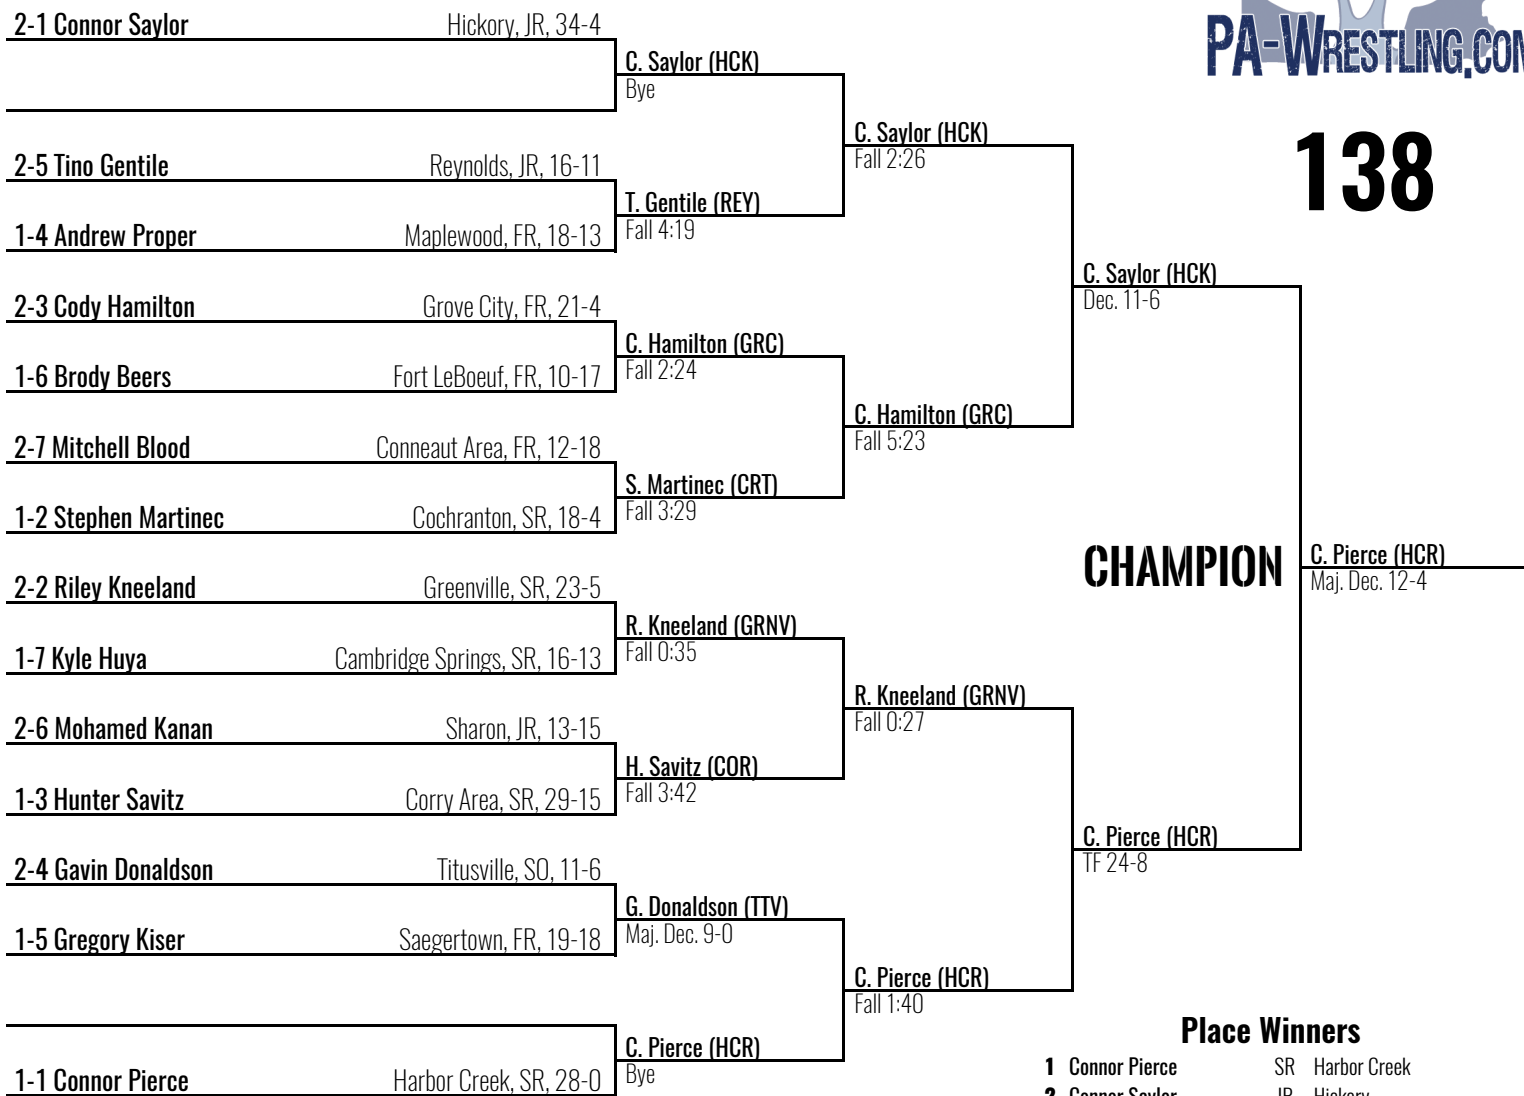 2-1 Connor Saylor Hickory, JR, 34-4
C. Saylor (HCK)
Bye
2-5 Tino Gentile Reynolds, JR, 16-11
T. Gentile (REY)
Fall 4:19
1-4 Andrew Proper Maplewood, FR, 18-13
C. Saylor (HCK)
Fall 2:26
2-3 Cody Hamilton Grove City, FR, 21-4
C. Hamilton (GRC)
Fall 2:24
1-6 Brody Beers Fort LeBoeuf, FR, 10-17
2-7 Mitchell Blood Conneaut Area, FR, 12-18
S. Martinec (CRT)
Fall 3:29
1-2 Stephen Martinec Cochranton, SR, 18-4
C. Hamilton (GRC)
Fall 5:23
C. Saylor (HCK)
Dec. 11-6
2-2 Riley Kneeland Greenville, SR, 23-5
R. Kneeland (GRNV)
Fall 0:35
1-7 Kyle Huya Cambridge Springs, SR, 16-13
2-6 Mohamed Kanan Sharon, JR, 13-15
H. Savitz (COR)
Fall 3:42
1-3 Hunter Savitz Corry Area, SR, 29-15
R. Kneeland (GRNV)
Fall 0:27
2-4 Gavin Donaldson Titusville, SO, 11-6
G. Donaldson (TTV)
Maj. Dec. 9-0
1-5 Gregory Kiser Saegertown, FR, 19-18
C. Pierce (HCR)
Bye
1-1 Connor Pierce Harbor Creek, SR, 28-0
C. Pierce (HCR)
Fall 1:40
C. Pierce (HCR)
TF 24-8
CHAMPION
C. Pierce (HCR)
Maj. Dec. 12-4
PA-WRESTLING.COM
138
Place Winners
1 Connor Pierce SR Harbor Creek
2 Connor Saylor JR Hickory